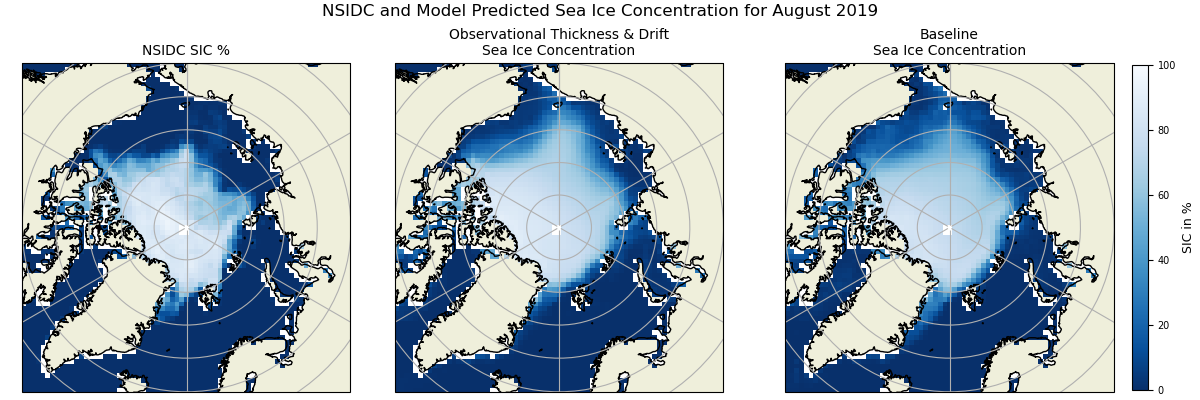 NSIDC and Model Predicted Sea Ice Concentration for August 2019
NSIDC SIC %
Observational Thickness & Drift
Sea Ice Concentration
Baseline
Sea Ice Concentration
100
80
60
40
20
0
SIC in %